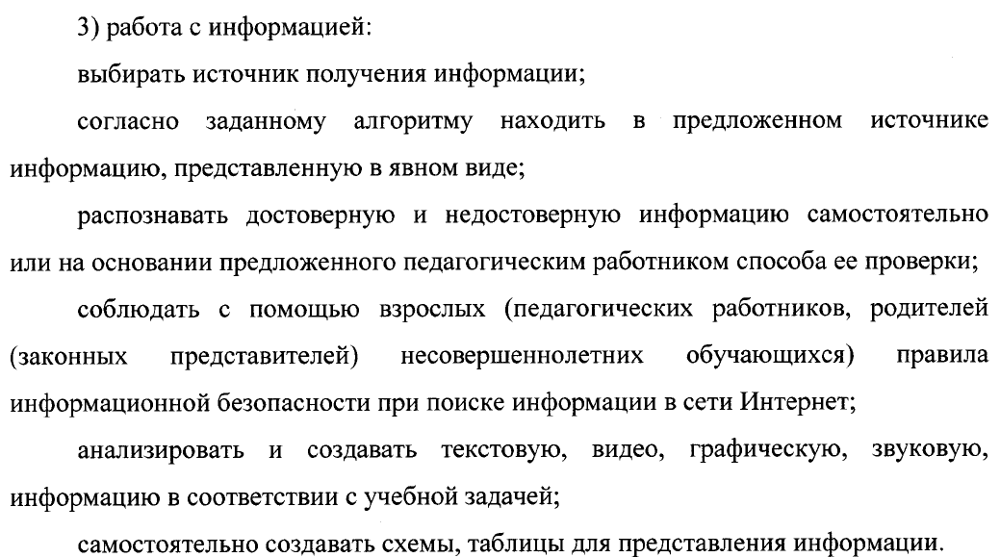 3) работа с информацией:
выбирать источник получения информации;
согласно заданному алгоритму находить в предложенном источнике
информацию, представленную в явном виде;
распознавать достоверную и недостоверную информацию самостоятельно
или на основании предложенного педагогическим работником способа ее проверки;
соблюдать с помощью взрослых (педагогических работников, родителей
(законных представителей) несовершеннолетних обучающихся) правила
информационной безопасности при поиске информации в сети Интернет;
анализировать и создавать текстовую, видео, графическую, звуковую,
информацию в соответствии с учебной задачей;
самостоятельно создавать схемы, таблицы для представления информации.